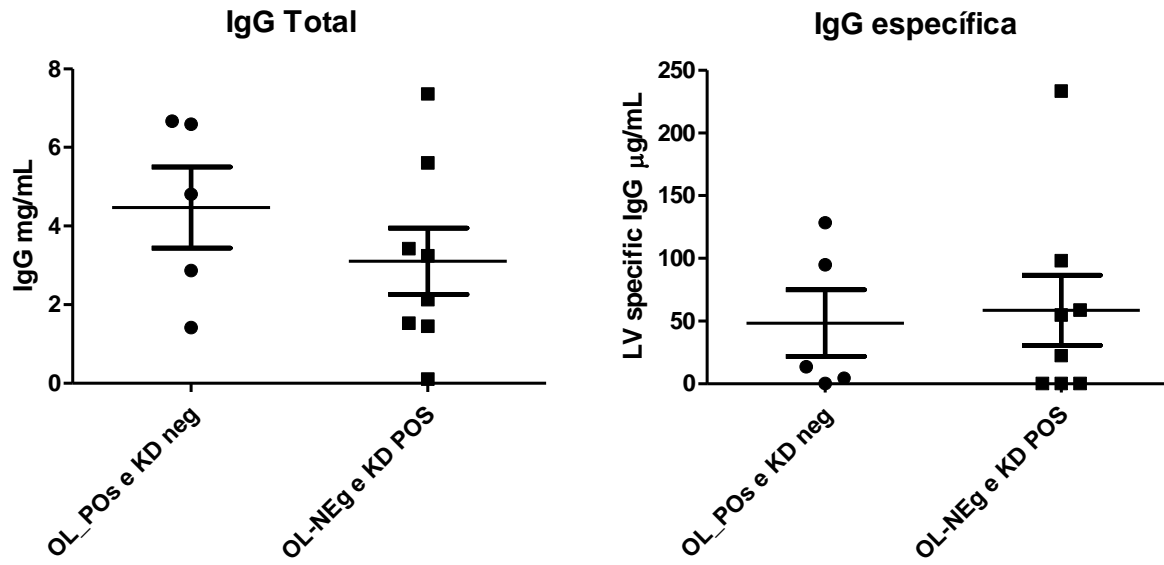 IgG Total
IgG mg/mL
8
6
4
2
0
OL_POs e KD neg
OL-NEg e KD POS
IgG específica
LV specific IgG μg/mL
250
200
150
100
50
0
OL_POs e KD neg
OL-NEg e KD POS